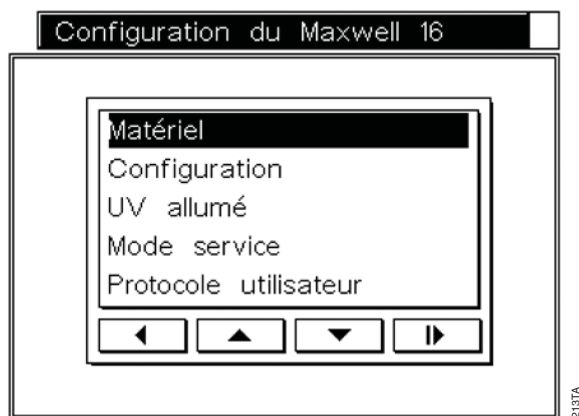 Configuration du Maxwell 16
Matériel
Configuration
UV allumé
Mode service
Protocole utilisateur
213TA